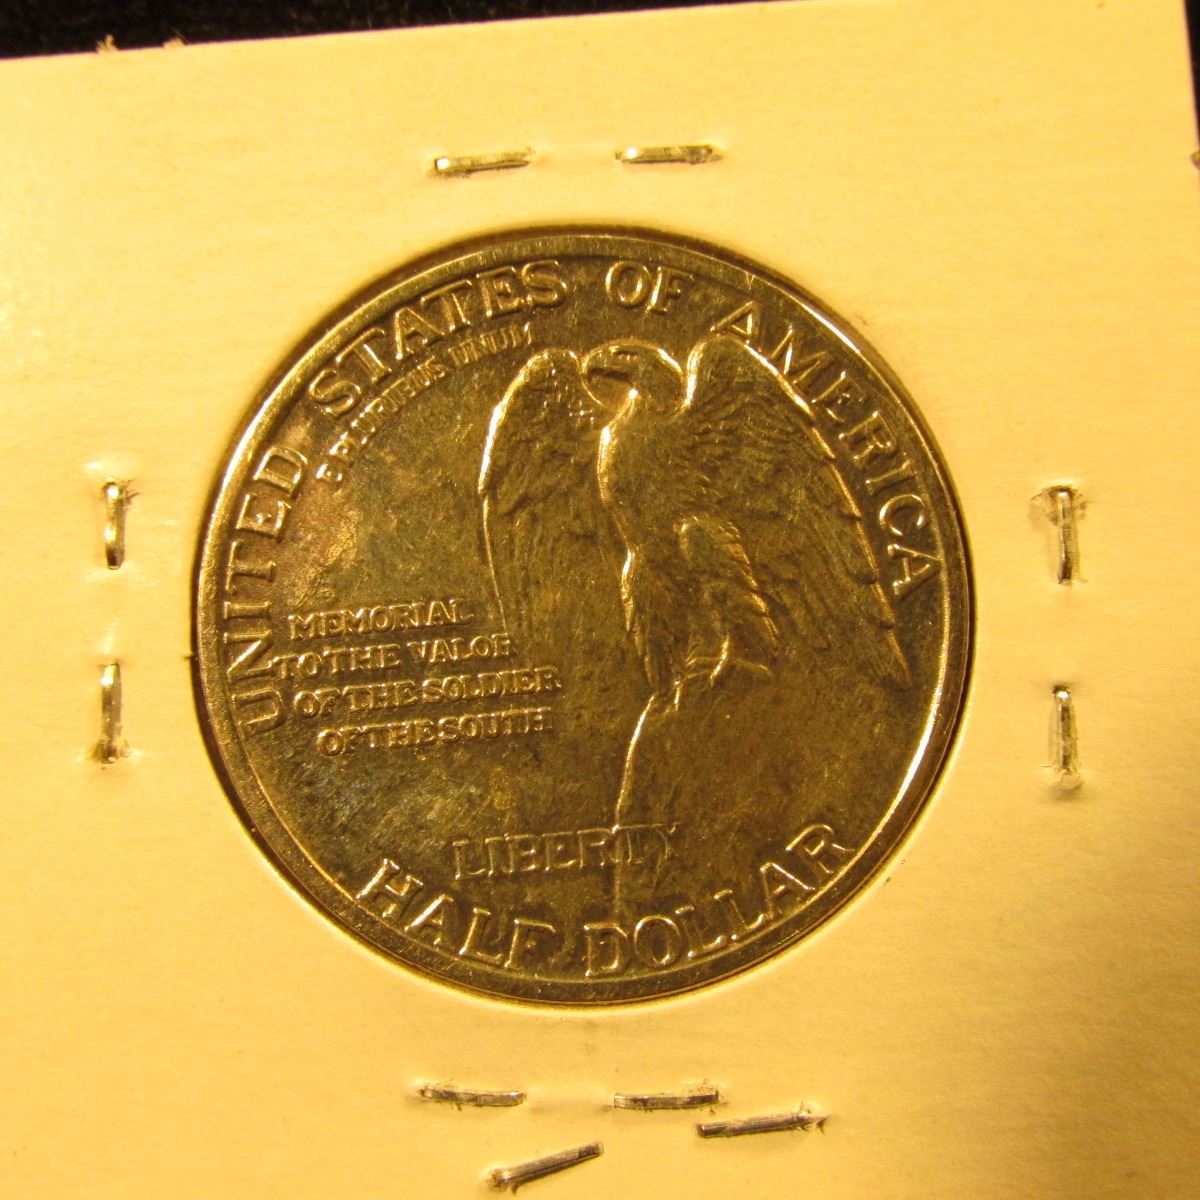 UNITED STATES OF AMERICA
E PLURIBUS UNUM
MEMORIAL
TO THE VALOR
OF THE SOLDIER
OF THE SOUTH
LIBERTY
HALF DOLLAR